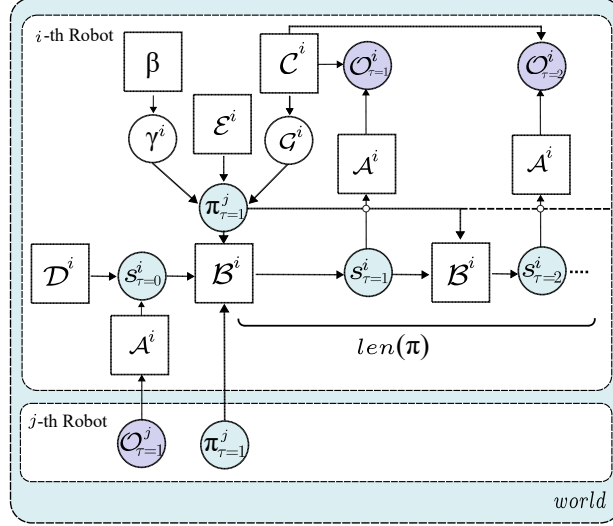 i-th Robot
β
C^i
O^i_{τ=1}
O^i_{τ=2}
γ^i
ε^i
G^i
A^i
A^i
π^j_{τ=1}
D^i
s^i_{τ=0}
B^i
s^i_{τ=1}
B^i
s^i_{τ=2}
A^i
len(π)
j-th Robot
O^j_{τ=1}
π^j_{τ=1}
world